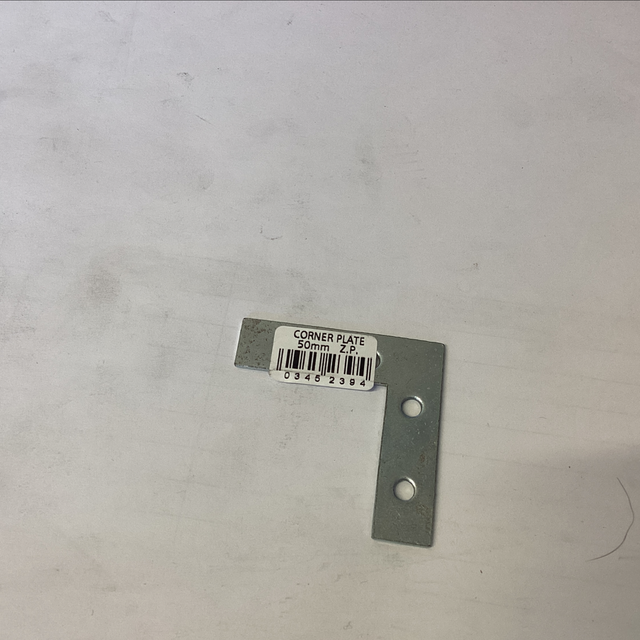 CORNER PLATE
50mm Z.P.
0345 2394